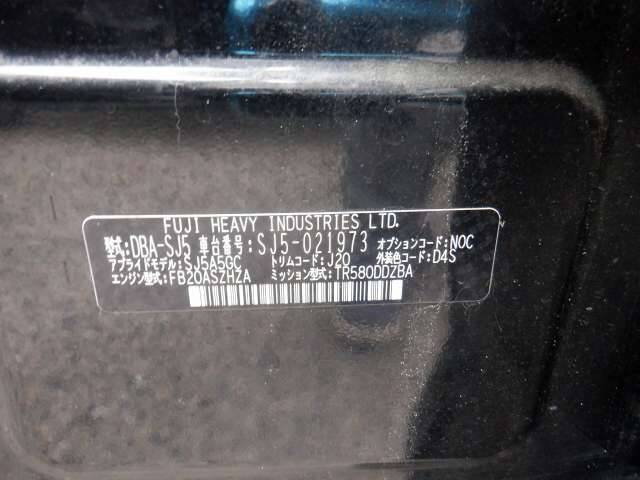 FUJI HEAVY INDUSTRIES LTD.
型式:DBA-SJ5 車台番号:SJ5-021973 オプションコード:NOC
アプライドモデル:SJ5A5GC トリムコード:J20 外装色コード:D4S
エンジン型式:FB20ASZHZA ミッション型式:TR580DDZBA